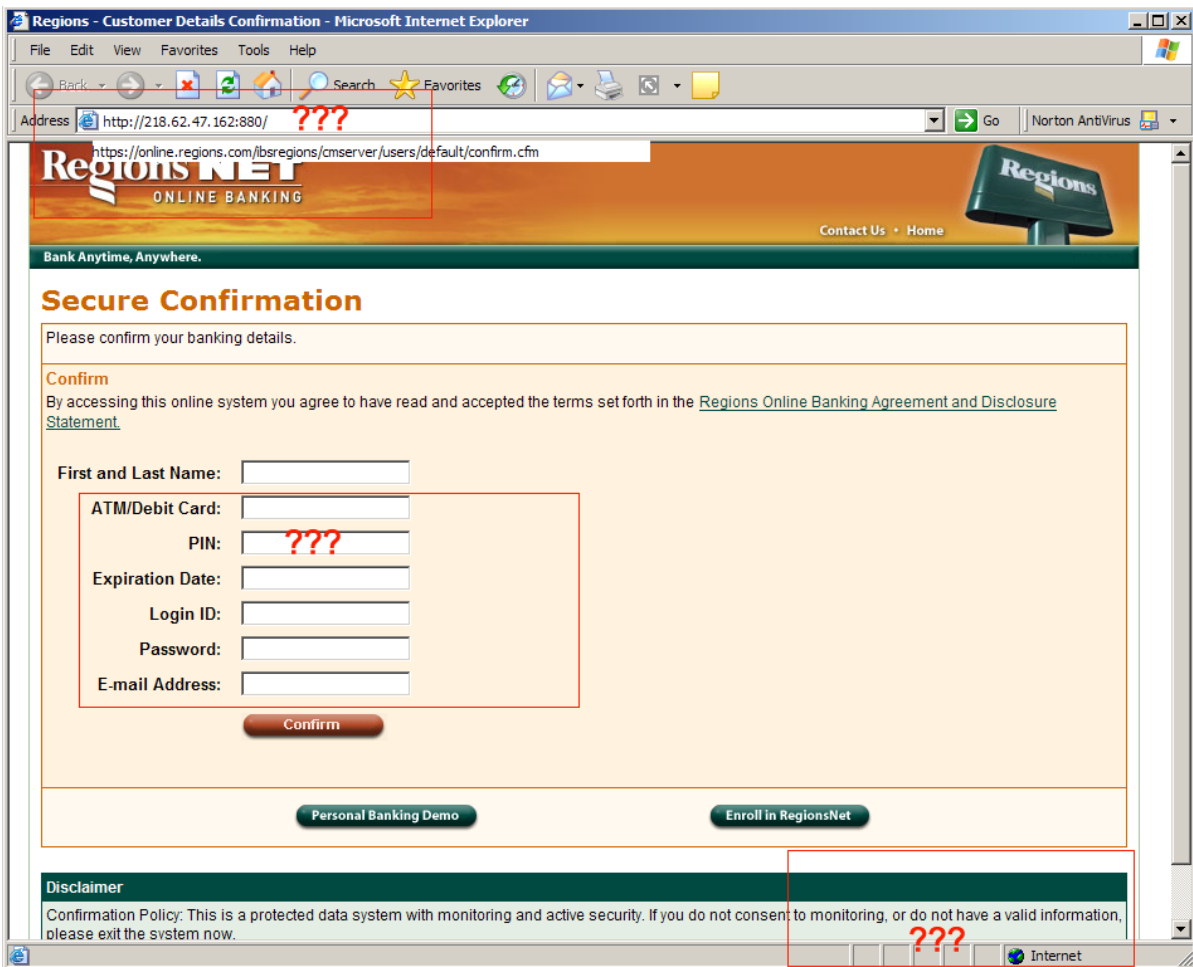 Regions - Customer Details Confirmation - Microsoft Internet Explorer
File Edit View Favorites Tools Help
Back Search Favorites
Address http://218.62.47.162:880/ ??? Go Norton AntiVirus
https://online.regions.com/ibsregions/cmserver/users/default/confirm.cfm
Regions NET
ONLINE BANKING
Regions
Contact Us • Home
Bank Anytime, Anywhere.
Secure Confirmation
Please confirm your banking details.
Confirm
By accessing this online system you agree to have read and accepted the terms set forth in the Regions Online Banking Agreement and Disclosure
Statement.
First and Last Name:
ATM/Debit Card:
PIN: ???
Expiration Date:
Login ID:
Password:
E-mail Address:
Confirm
Personal Banking Demo Enroll in RegionsNet
Disclaimer
Confirmation Policy: This is a protected data system with monitoring and active security. If you do not consent to monitoring, or do not have a valid information,
please exit the system now.
???
Internet